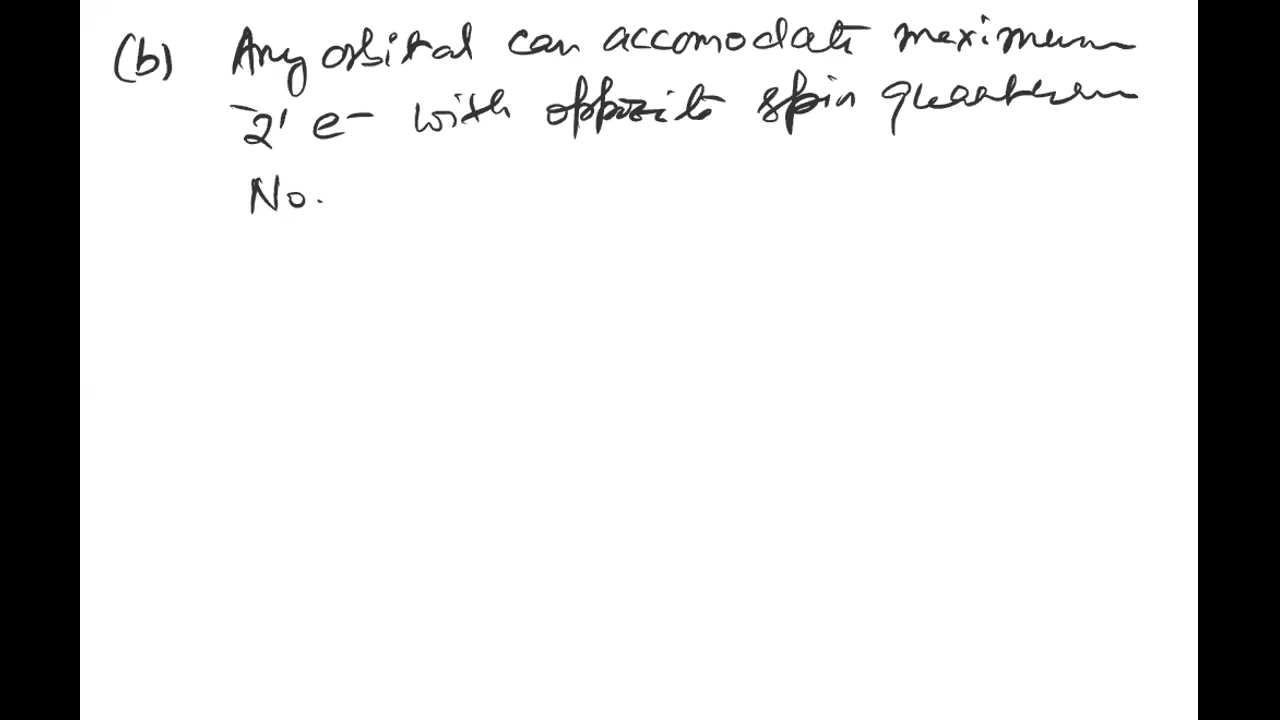 (b) Any orbital can accomodate maximum
'2' e- with opposite spin quantum
No.